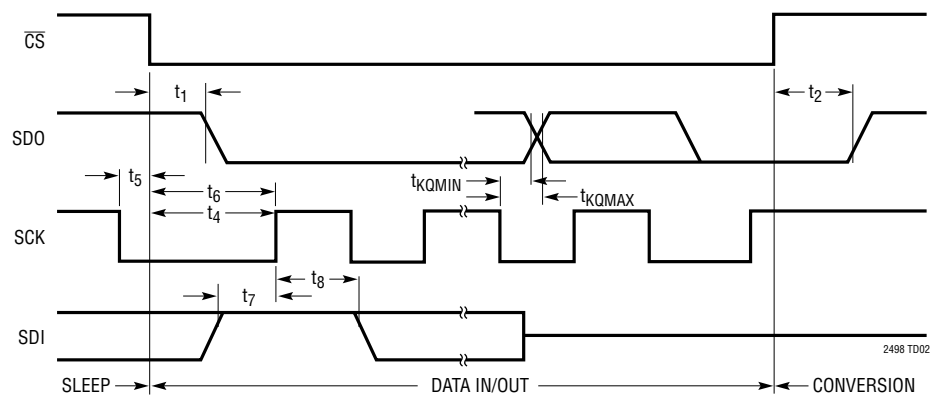 CS
t1
t2
SDO
t5
t6
tKQMIN
tKQMAX
t4
SCK
t8
t7
SDI
2498 TD02
SLEEP
DATA IN/OUT
CONVERSION